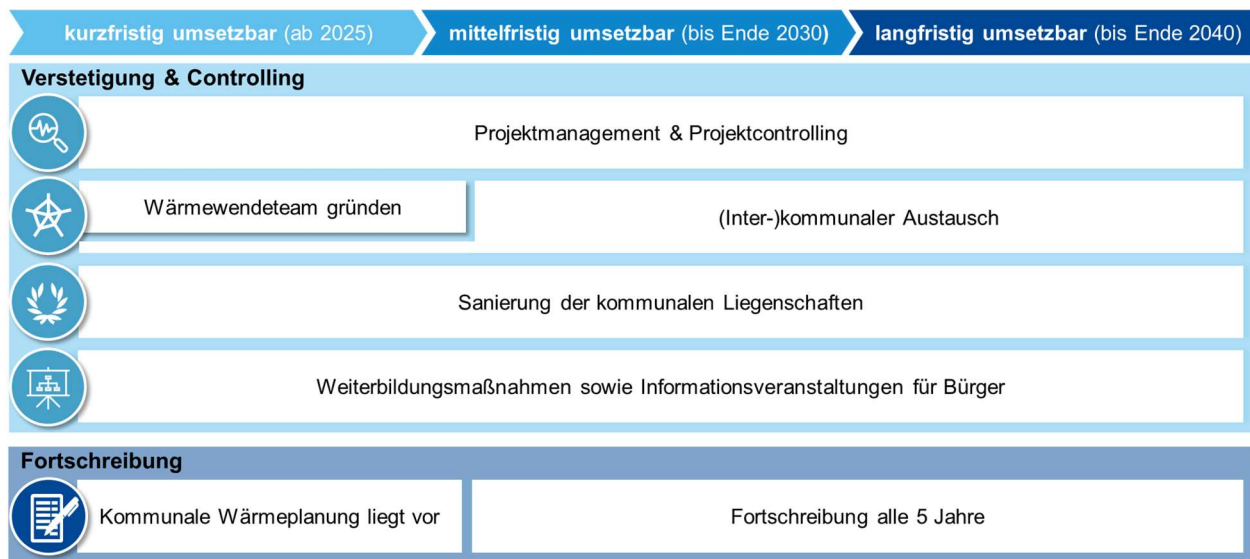 kurzfristig umsetzbar (ab 2025)
mittelfristig umsetzbar (bis Ende 2030)
langfristig umsetzbar (bis Ende 2040)
Verstetigung & Controlling
Projektmanagement & Projektcontrolling
Wärmewendeteam gründen
(Inter-)kommunaler Austausch
Sanierung der kommunalen Liegenschaften
Weiterbildungsmaßnahmen sowie Informationsveranstaltungen für Bürger
Fortschreibung
Kommunale Wärmeplanung liegt vor
Fortschreibung alle 5 Jahre